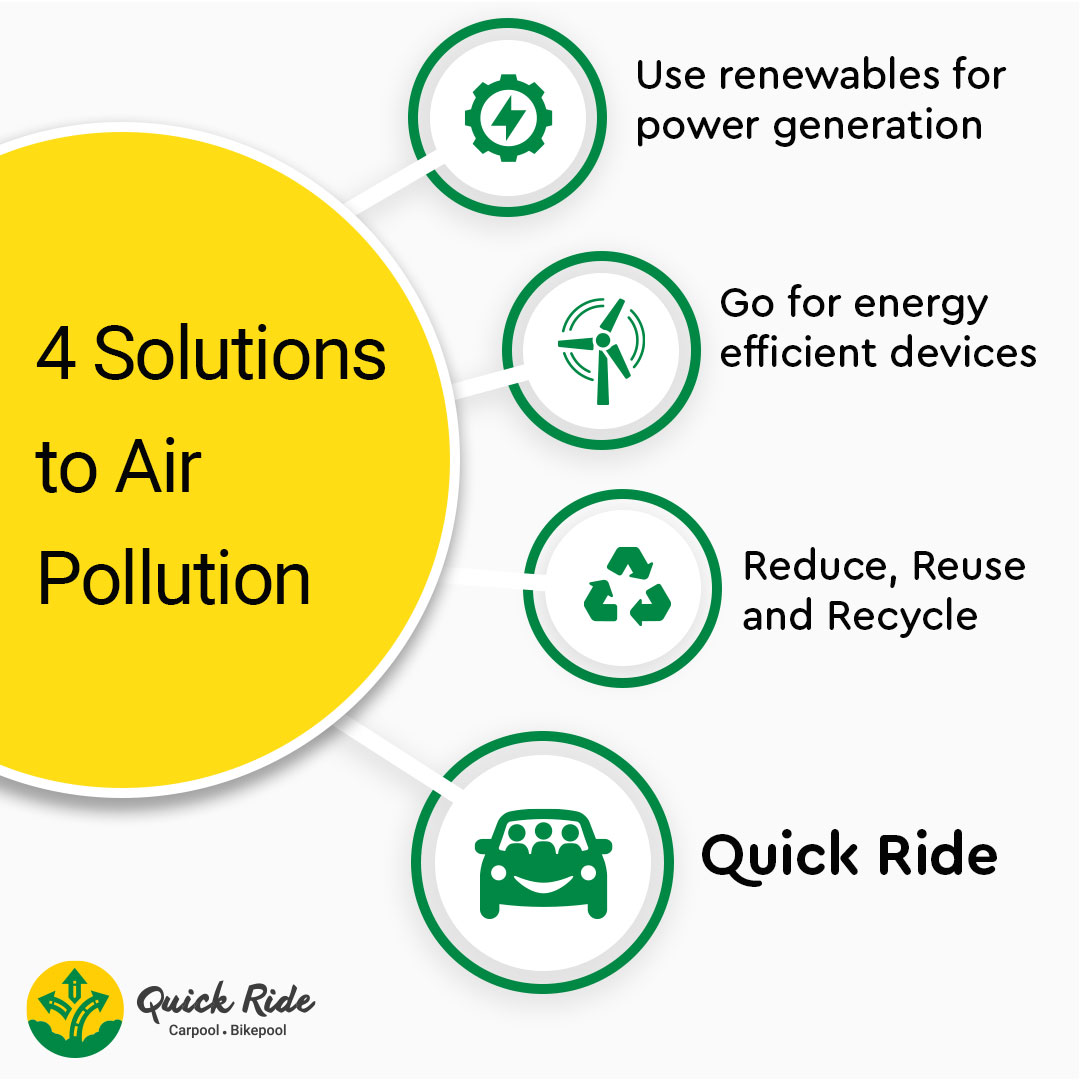 4 Solutions
to Air
Pollution
Use renewables for
power generation
Go for energy
efficient devices
Reduce, Reuse
and Recycle
Quick Ride
Quick Ride
Carpool • Bikepool